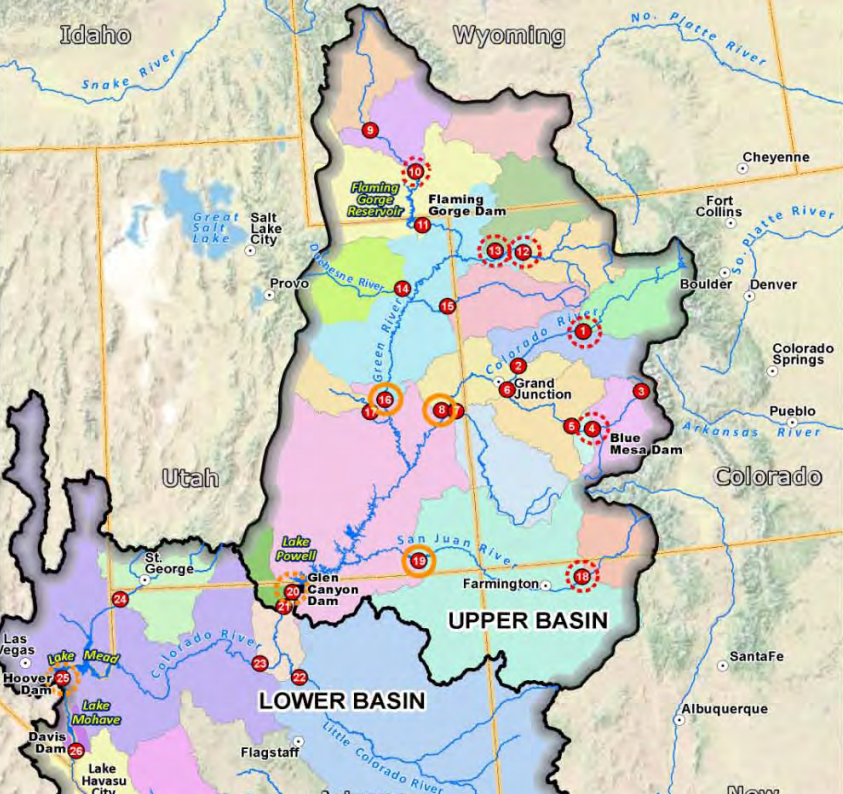 Idaho
Wyoming
No. Platte River
Snake River
9
Cheyenne
10
Flaming
Gorge
Reservoir
Flaming
Gorge Dam
Fort
Collins
Great
Salt
Lake
Salt
Lake
City
11
So. Platte River
13
12
Duchesne River
Provo
14
Boulder
Denver
15
Green River
Colorado River
1
Colorado
Springs
2
6
Grand
Junction
3
16
17
8
7
Pueblo
5
4
Blue
Mesa Dam
Arkansas River
Utah
Colorado
Lake
Powell
San Juan River
St.
George
19
Glen
Canyon
Dam
Farmington
18
20
21
24
UPPER BASIN
Las
Vegas
Lake Mead
Colorado River
SantaFe
23
22
Hoover
Dam
25
LOWER BASIN
Lake
Mohave
Albuquerque
Davis
Dam
26
Flagstaff
Little Colorado River
Lake
Havasu
City
New